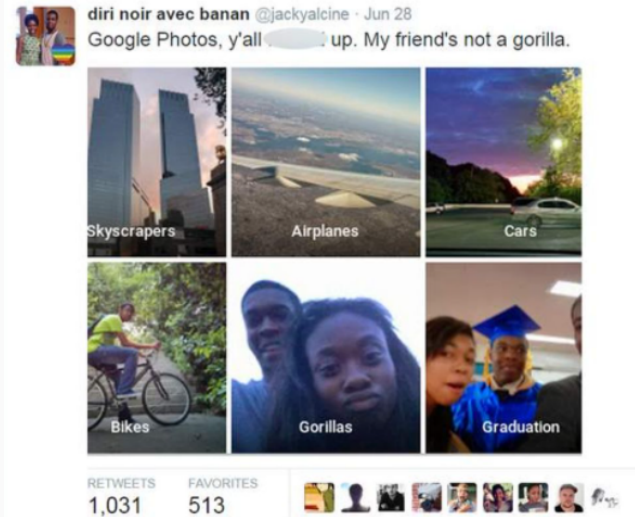 diri noir avec banan @jackyalcine · Jun 28
Google Photos, y'all up. My friend's not a gorilla.
Skyscrapers
Airplanes
Cars
Bikes
Gorillas
Graduation
RETWEETS FAVORITES
1,031 513